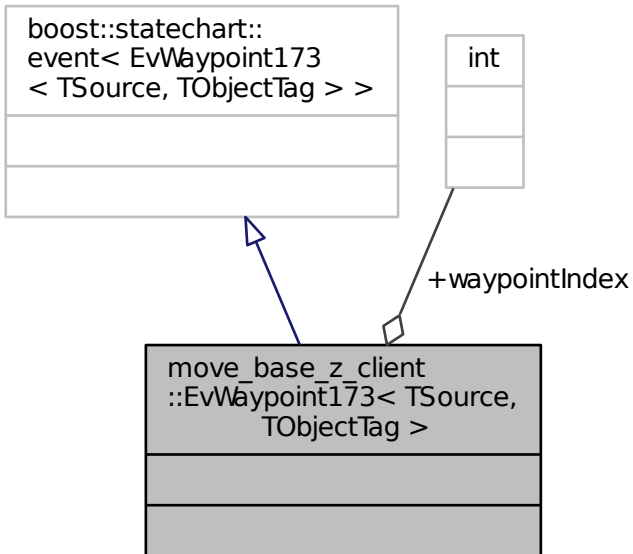 boost::statechart::
event< EvWaypoint173
< TSource, TObjectTag > >
int
+waypointIndex
move_base_z_client
::EvWaypoint173< TSource,
TObjectTag >